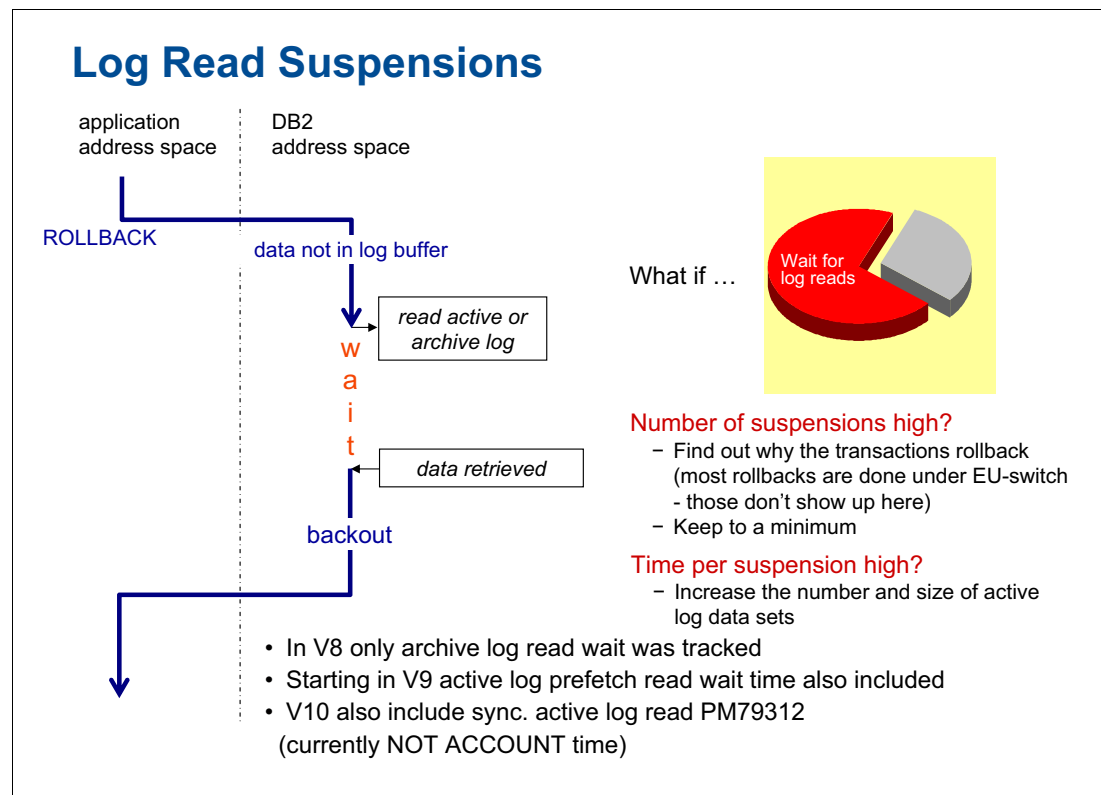 Log Read Suspensions
application
address space
DB2
address space
ROLLBACK
data not in log buffer
read active or
archive log
w
a
i
t
data retrieved
backout
What if …
Wait for
log reads
Number of suspensions high?
− Find out why the transactions rollback
(most rollbacks are done under EU-switch
- those don’t show up here)
− Keep to a minimum
Time per suspension high?
− Increase the number and size of active
log data sets
• In V8 only archive log read wait was tracked
• Starting in V9 active log prefetch read wait time also included
• V10 also include sync. active log read PM79312
(currently NOT ACCOUNT time)